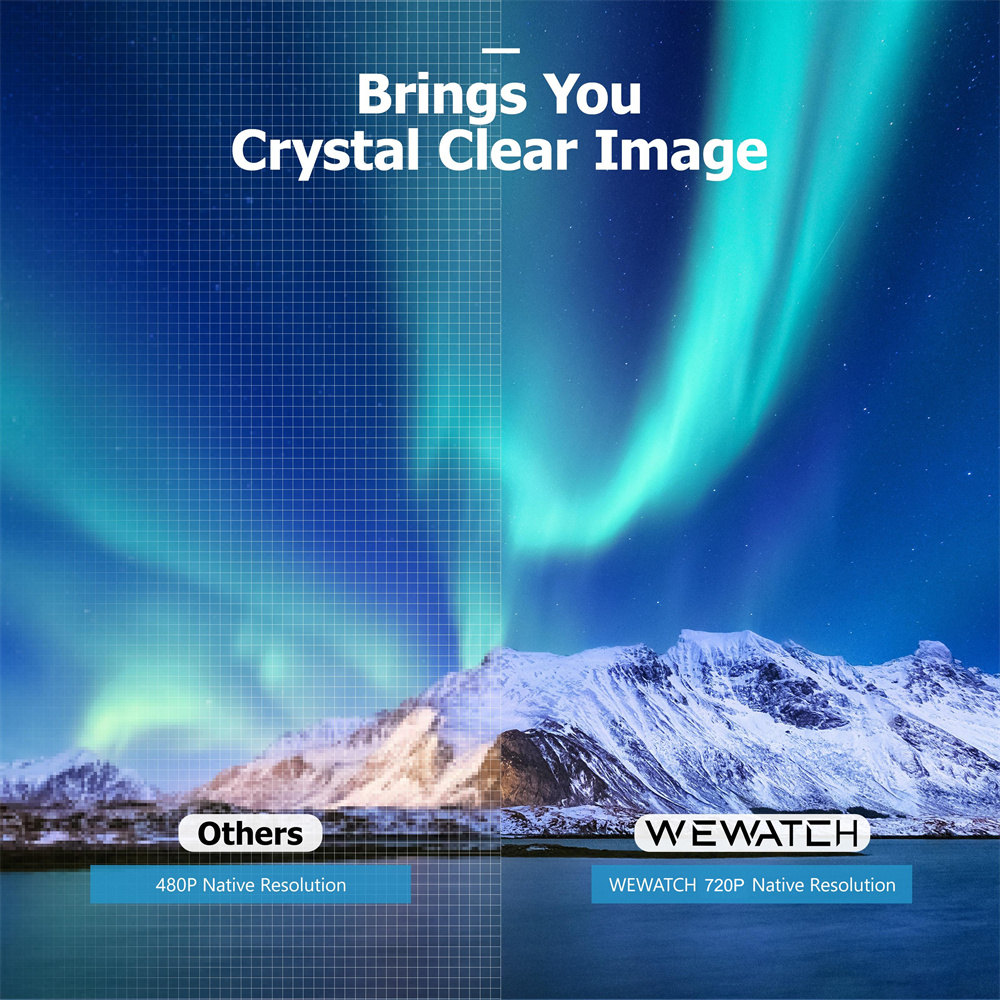 Brings You
Crystal Clear Image
Others
WEWATCH
480P Native Resolution
WEWATCH 720P Native Resolution